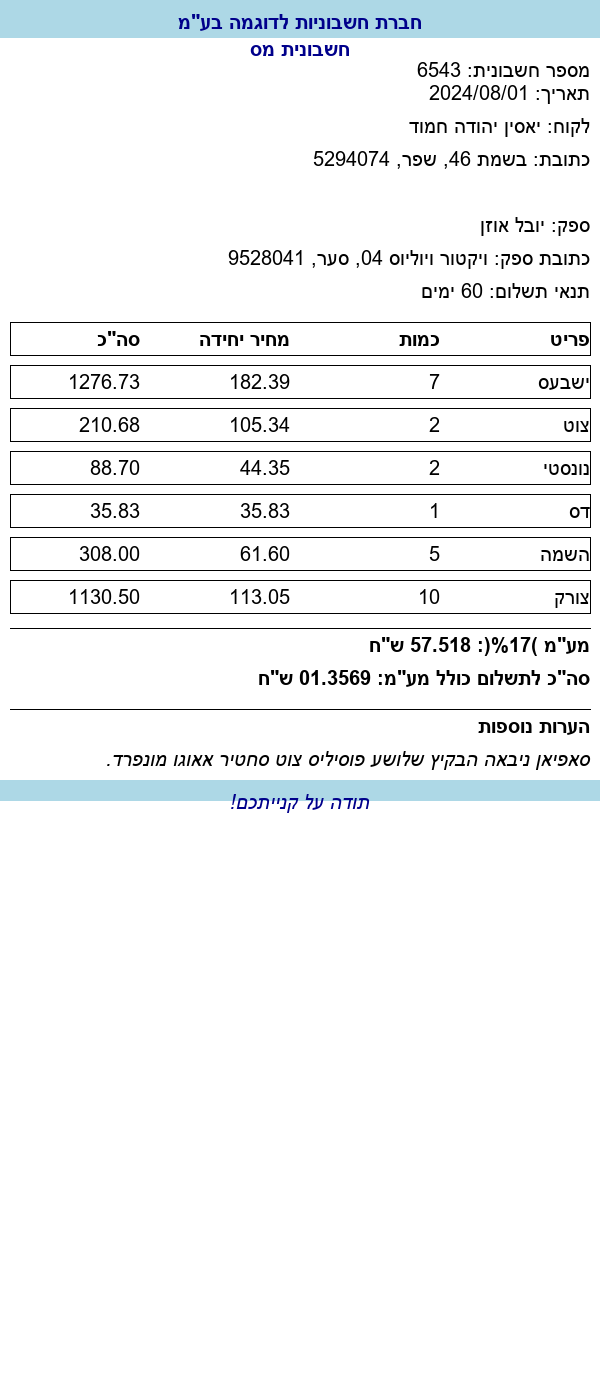 חברת חשבוניות לדוגמה בע"מ
חשבונית מס
מספר חשבונית: 6543
תאריך: 2024/08/01
לקוח: יאסין יהודה חמוד
כתובת: בשמת 46, שפר, 5294074
ספק: יובל אוזן
כתובת ספק: ויקטור ויוליוס 04, סער, 9528041
תנאי תשלום: 60 ימים
פריט כמות מחיר יחידה סה"כ
ישבעס 7 182.39 1276.73
צוט 2 105.34 210.68
נונסטי 2 44.35 88.70
דס 1 35.83 35.83
השמה 5 61.60 308.00
צורק 10 113.05 1130.50
מע"מ )17%(: 57.518 ש"ח
סה"כ לתשלום כולל מע"מ: 01.3569 ש"ח
הערות נוספות
סאפיאן ניבאה הבקיץ שלושע פוסיליס צוט סחטיר אאוגו מונפרד.
תודה על קנייתכם!